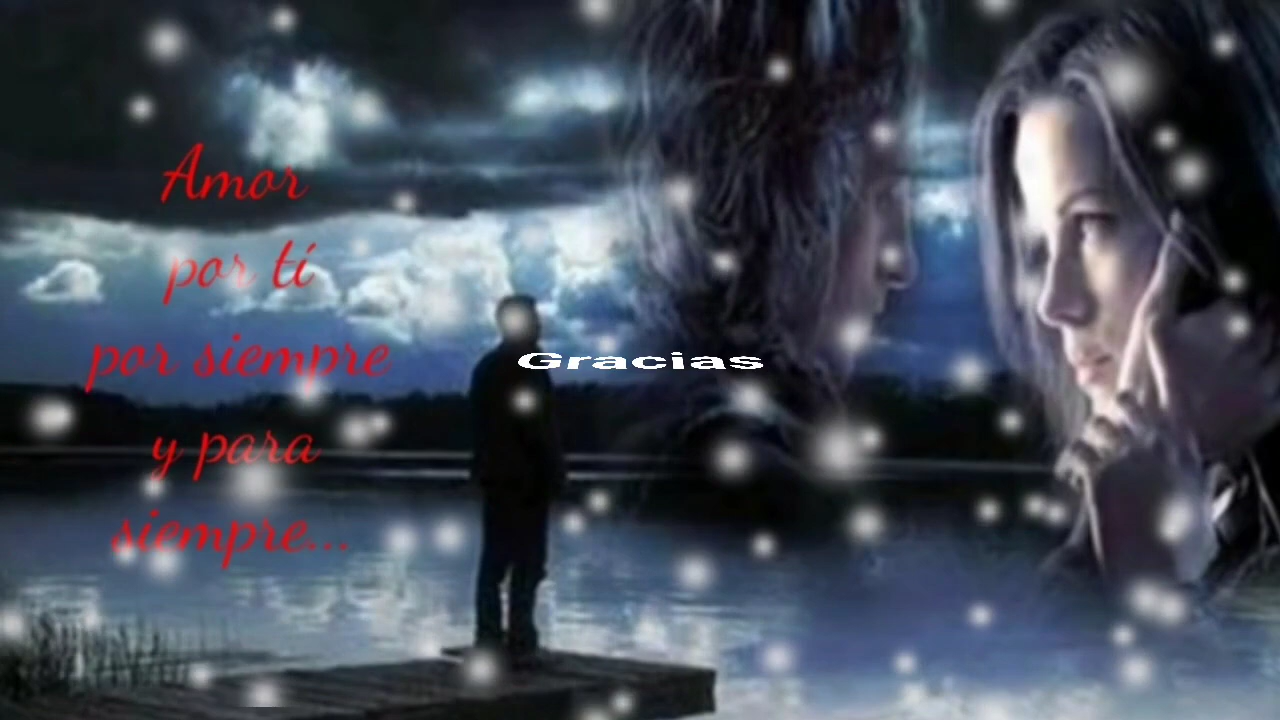 Amor
por tí
por siempre
y para
siempre...
Gracias